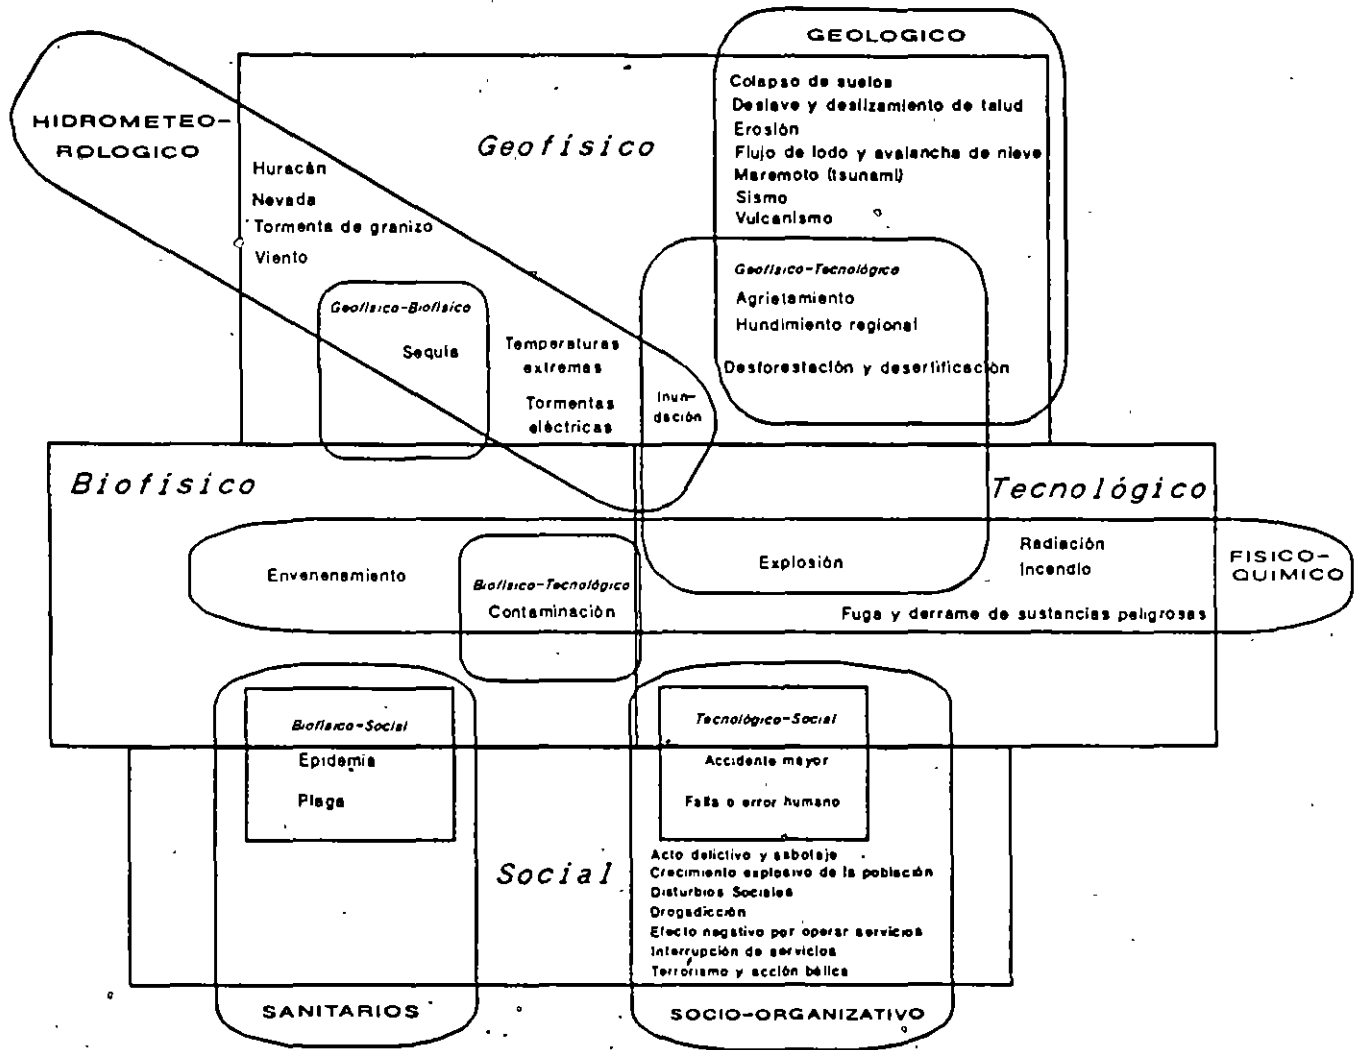 GEOLOGICO
Colapso de suelos
Deslave y deslizamiento de talud
Erosión
Flujo de lodo y avalancha de nieve
Maremoto (tsunami)
Sismo
Vulcanismo
HIDROMETEO-
ROLOGICO
Geofísico
Huracán
Nevada
Tormenta de granizo
Viento
Geofísico-Biofísico
Sequía
Temperaturas
extremas
Tormentas
eléctricas
Inun-
dación
Geofísico-Tecnológico
Agrietamiento
Hundimiento regional
Desforestación y desertificación
Biofísico
Tecnológico
Envenenamiento
Biofísico-Tecnológico
Contaminación
Explosión
Radiación
Incendio
Fuga y derrame de sustancias peligrosas
FISICO-
QUIMICO
Biofísico-Social
Epidemia
Plaga
Tecnológico-Social
Accidente mayor
Falla o error humano
Social
Acto delictivo y sabotaje
Crecimiento explosivo de la población
Disturbios Sociales
Drogadicción
Efecto negativo por operar servicios
Interrupción de servicios
Terrorismo y acción bélica
SANITARIOS
SOCIO-ORGANIZATIVO